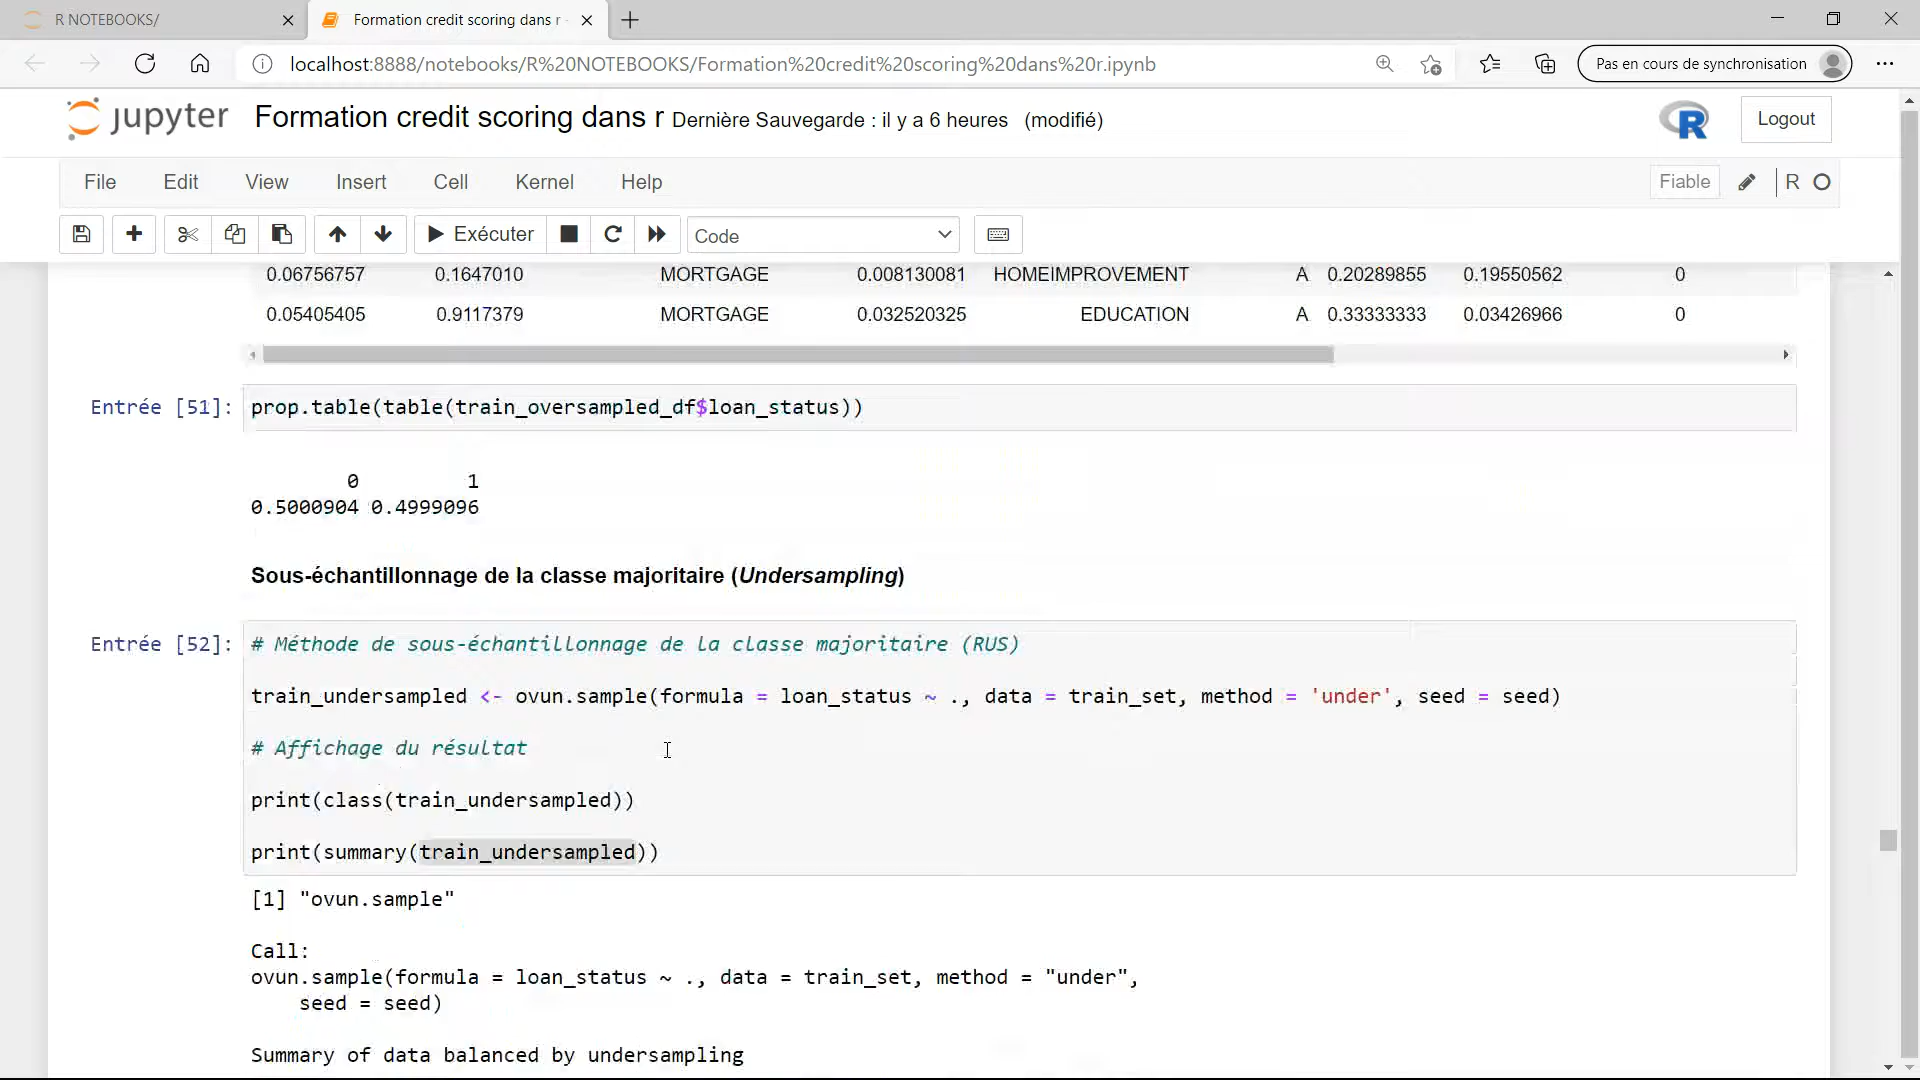 R NOTEBOOKS/
Formation credit scoring dans r -
localhost:8888/notebooks/R%20NOTEBOOKS/Formation%20credit%20scoring%20dans%20r.ipynb
Pas en cours de synchronisation
jupyter Formation credit scoring dans r Dernière Sauvegarde : il y a 6 heures (modifié)
R
Logout
File Edit View Insert Cell Kernel Help
Fiable
R
Exécuter
Code
0.06756757 0.1647010 MORTGAGE 0.008130081 HOMEIMPROVEMENT A 0.20289855 0.19550562 0
0.05405405 0.9117379 MORTGAGE 0.032520325 EDUCATION A 0.33333333 0.03426966 0
Entrée [51]: prop.table(table(train_oversampled_df$loan_status))
0 1
0.5000904 0.4999096
Sous-échantillonnage de la classe majoritaire (Undersampling)
Entrée [52]: # Méthode de sous-échantillonnage de la classe majoritaire (RUS)
train_undersampled <- ovun.sample(formula = loan_status ~ ., data = train_set, method = 'under', seed = seed)
# Affichage du résultat
print(class(train_undersampled))
print(summary(train_undersampled))
[1] "ovun.sample"
Call:
ovun.sample(formula = loan_status ~ ., data = train_set, method = "under",
seed = seed)
Summary of data balanced by undersampling